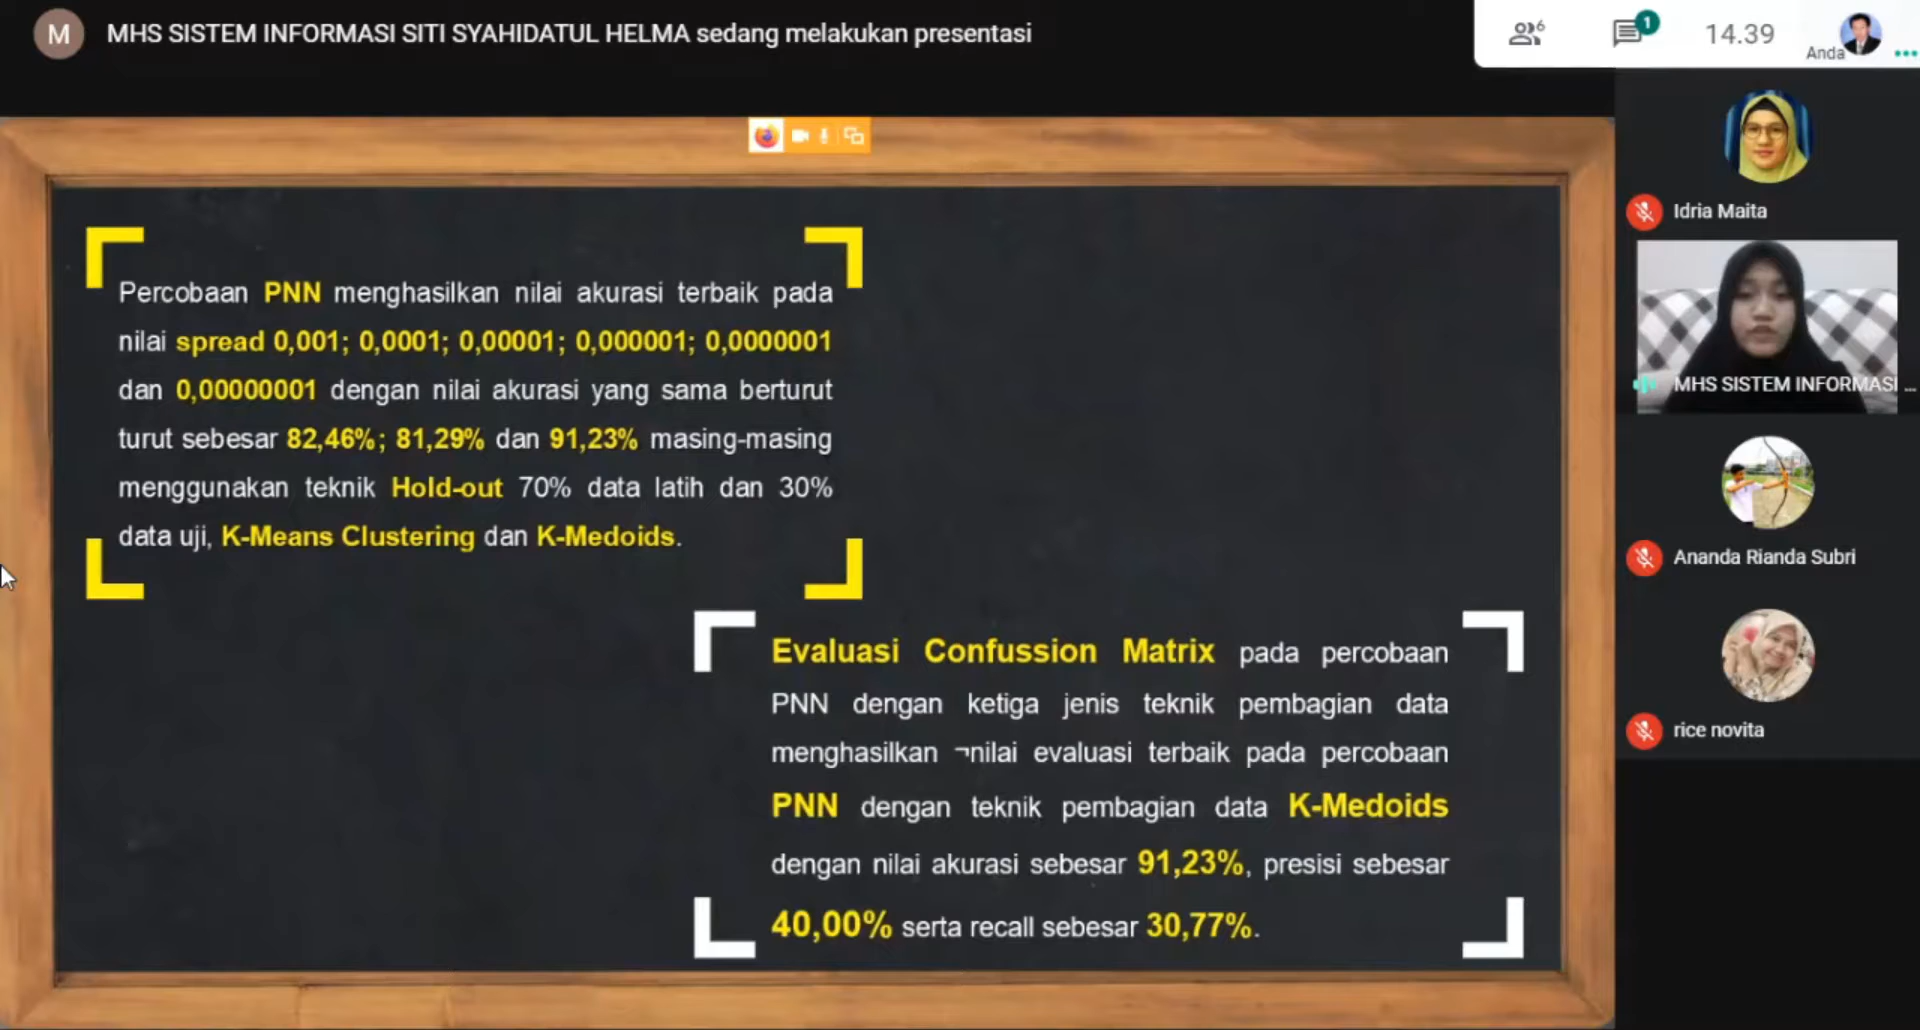 M
MHS SISTEM INFORMASI SITI SYAHIDATUL HELMA sedang melakukan presentasi
6
1
14.39
Anda
Percobaan PNN menghasilkan nilai akurasi terbaik pada
nilai spread 0,001; 0,0001; 0,00001; 0,000001; 0,0000001
dan 0,00000001 dengan nilai akurasi yang sama berturut
turut sebesar 82,46%; 81,29% dan 91,23% masing-masing
menggunakan teknik Hold-out 70% data latih dan 30%
data uji, K-Means Clustering dan K-Medoids.
Evaluasi Confussion Matrix pada percobaan
PNN dengan ketiga jenis teknik pembagian data
menghasilkan ¬nilai evaluasi terbaik pada percobaan
PNN dengan teknik pembagian data K-Medoids
dengan nilai akurasi sebesar 91,23%, presisi sebesar
40,00% serta recall sebesar 30,77%.
Idria Maita
MHS SISTEM INFORMASI ...
Ananda Rianda Subri
rice novita